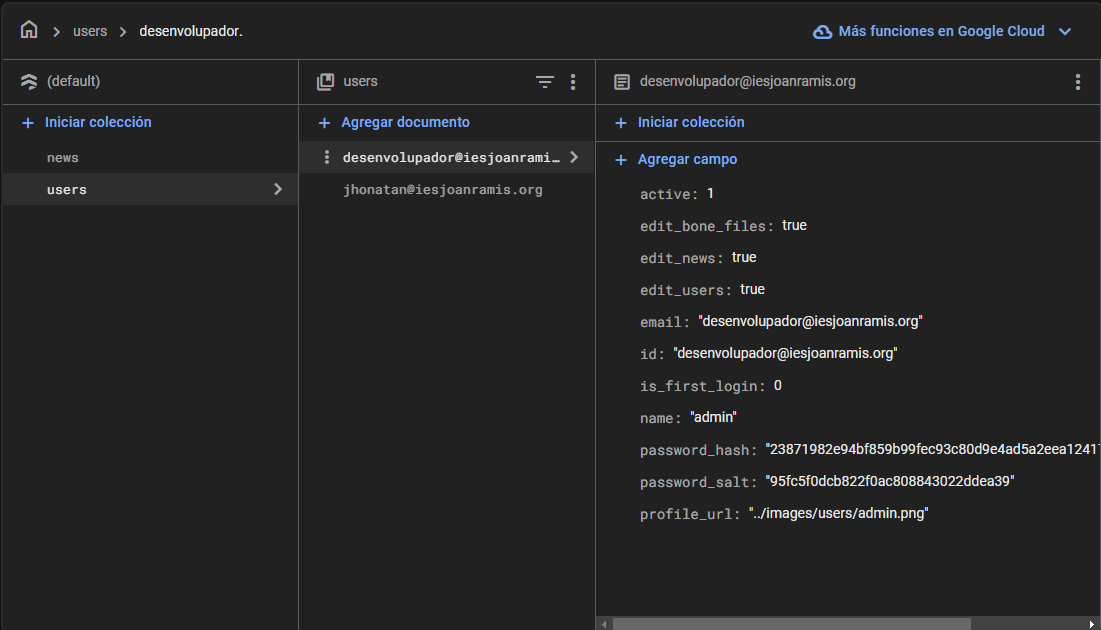 users
desenvolupador.
Más funciones en Google Cloud
(default)
users
desenvolupador@iesjoanramis.org
Iniciar colección
Agregar documento
Iniciar colección
news
desenvolupador@iesjoanrami…
Agregar campo
users
jhonatan@iesjoanramis.org
active: 1
edit_bone_files: true
edit_news: true
edit_users: true
email: "desenvolupador@iesjoanramis.org"
id: "desenvolupador@iesjoanramis.org"
is_first_login: 0
name: "admin"
password_hash: "23871982e94bf859b99fec93c80d9e4ad5a2eea12417
password_salt: "95fc5f0dcb822f0ac808843022ddea39"
profile_url: "../images/users/admin.png"